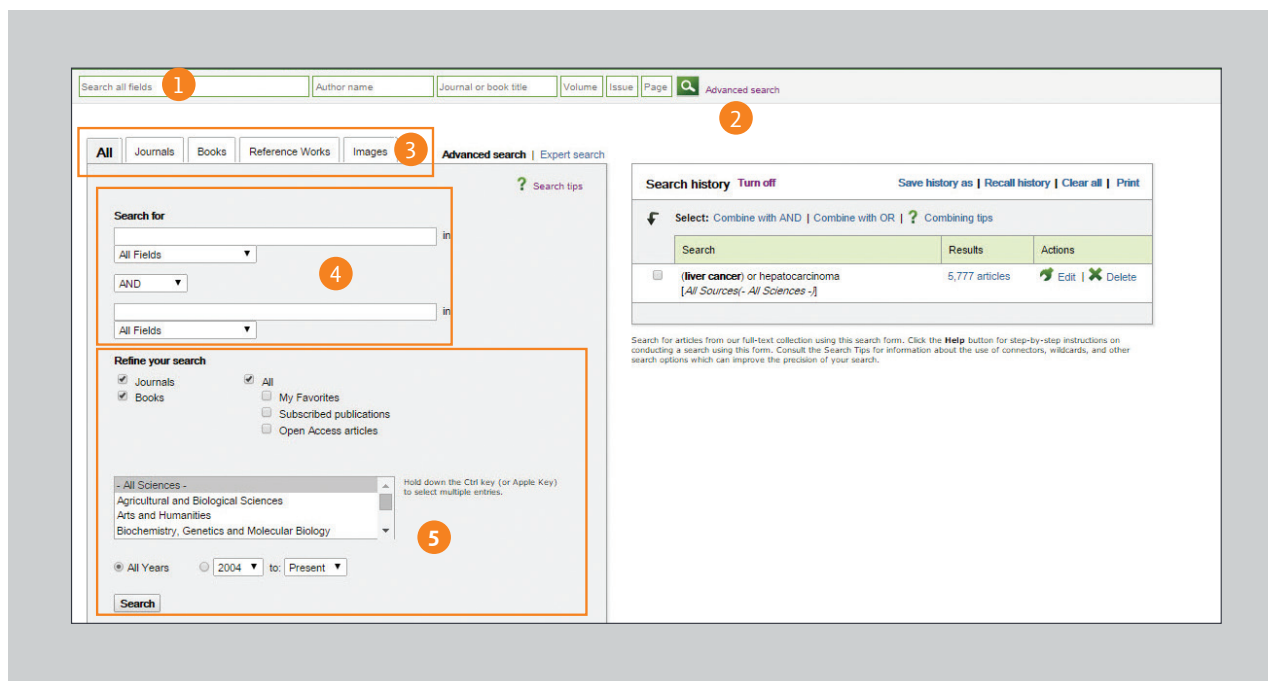 Search all fields 1 Author name Journal or book title Volume Issue Page Advanced search
2
All Journals Books Reference Works Images 3 Advanced search | Expert search
? Search tips
Search for
in
All Fields
4
AND
in
All Fields
Refine your search
Journals All
Books My Favorites
Subscribed publications
Open Access articles
- All Sciences -
Agricultural and Biological Sciences
Arts and Humanities
Biochemistry, Genetics and Molecular Biology
Hold down the Ctrl key (or Apple Key)
to select multiple entries.
5
All Years 2004 to: Present
Search
Search history Turn off Save history as | Recall history | Clear all | Print
Select: Combine with AND | Combine with OR | ? Combining tips
Search Results Actions
(liver cancer) or hepatocarcinoma 5,777 articles Edit | Delete
[All Sources(- All Sciences -)]
Search for articles from our full-text collection using this search form. Click the Help button for step-by-step instructions on
conducting a search using this form. Consult the Search Tips for information about the use of connectors, wildcards, and other
search options which can improve the precision of your search.